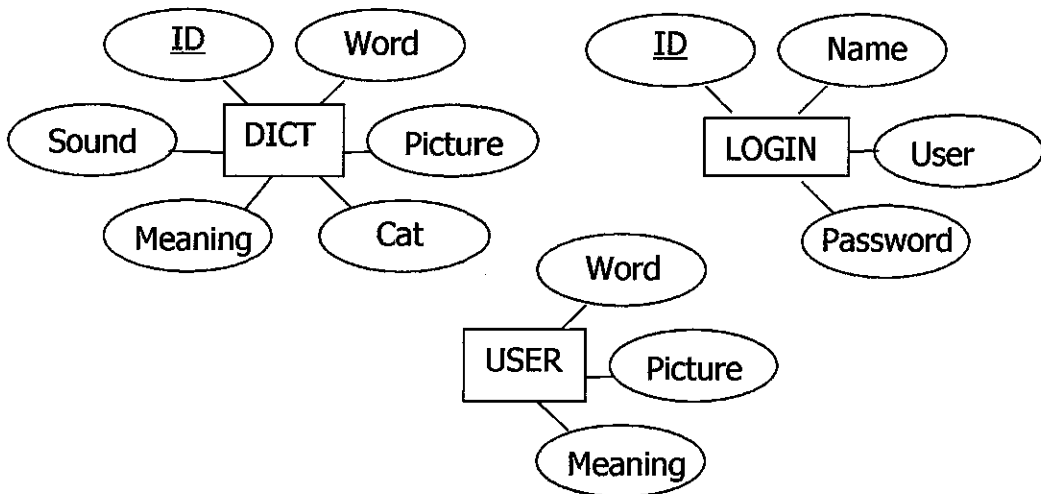 ID
Word
Sound
DICT
Picture
Meaning
Cat
ID
Name
LOGIN
User
Password
Word
USER
Picture
Meaning